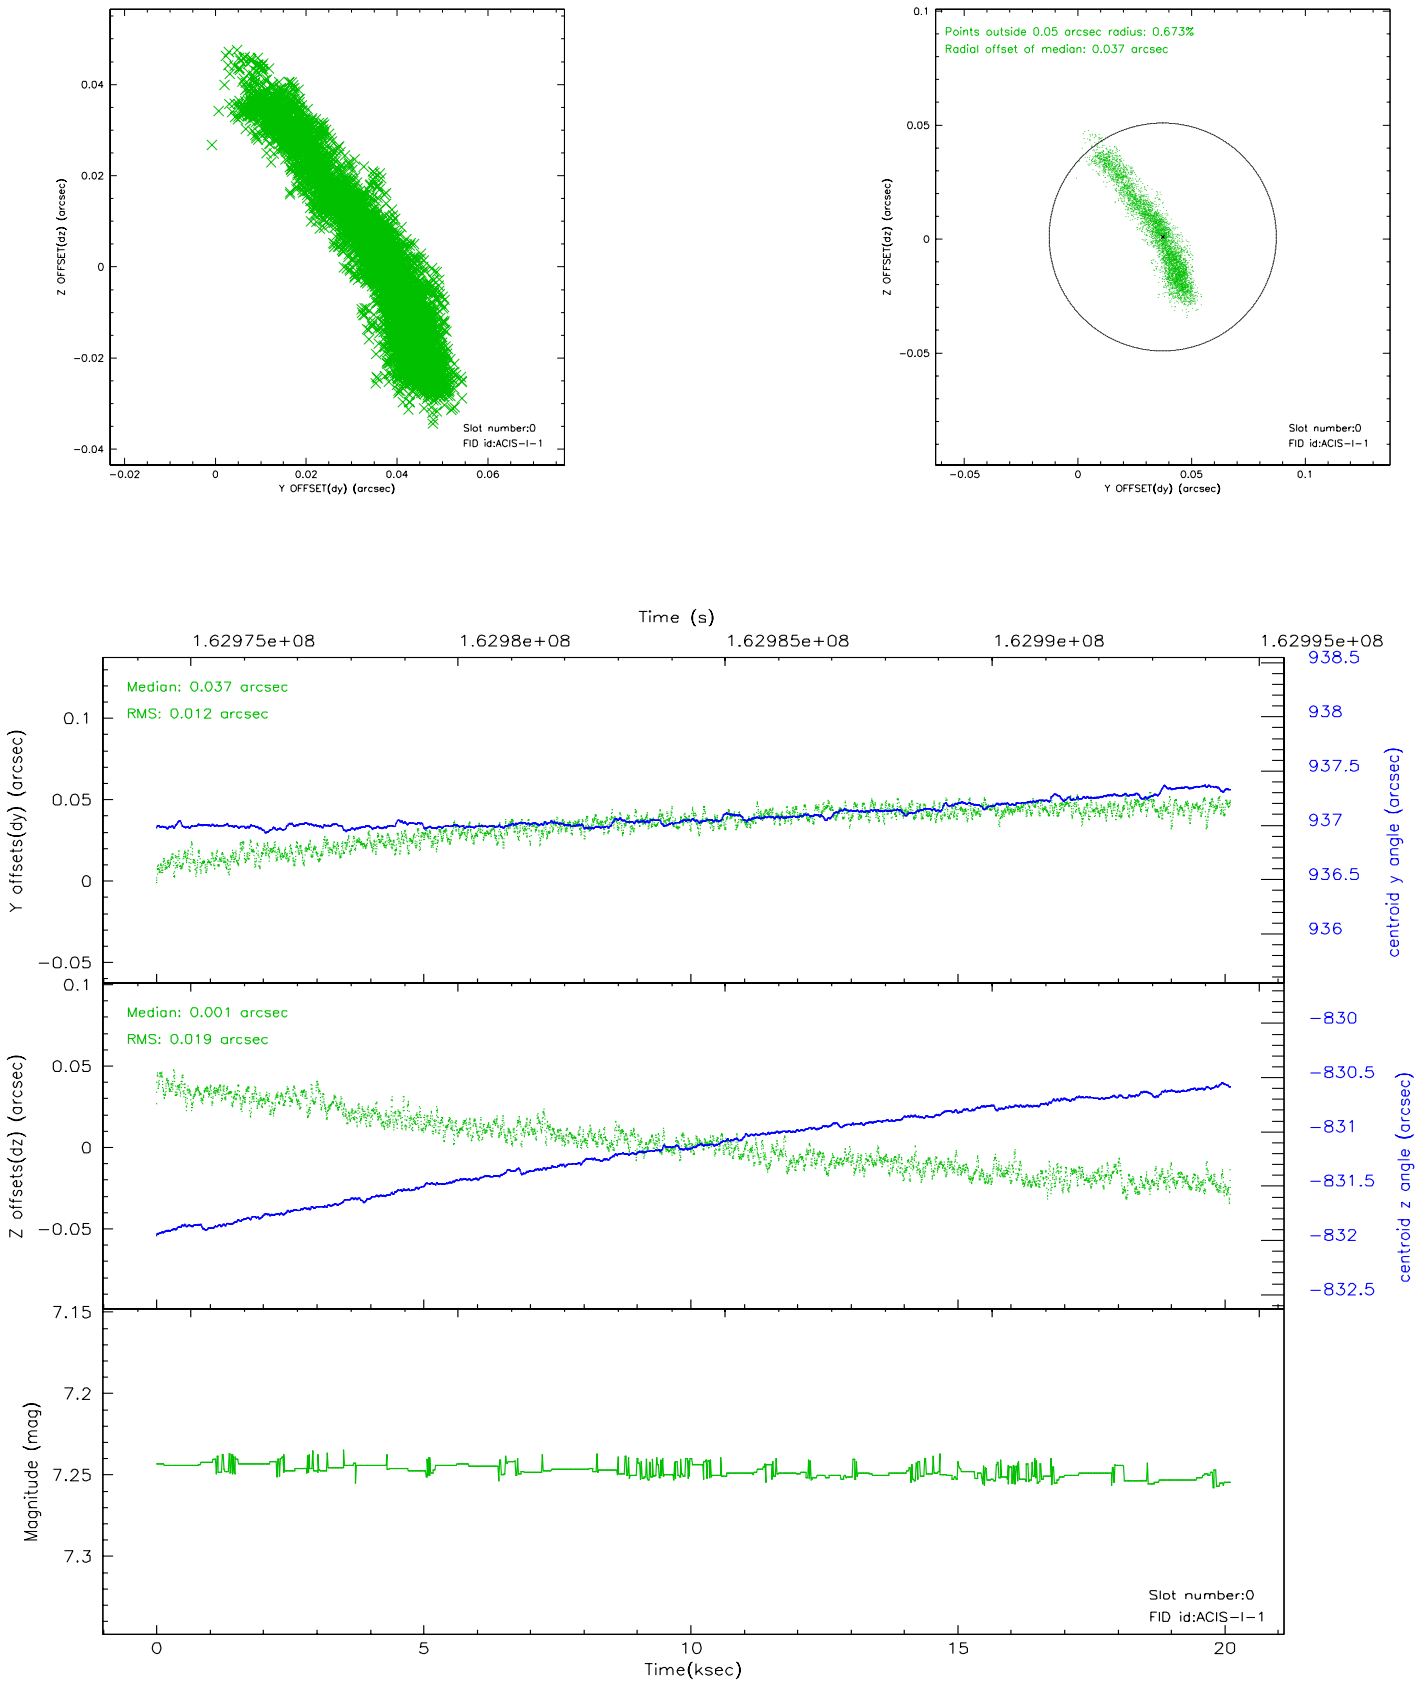 0.04
0.02
0
-0.02
-0.04
Z OFFSET(dz) (arcsec)
Slot number:0
FID id:ACIS-I-1
-0.02
0
0.02
0.04
0.06
Y OFFSET(dy) (arcsec)
0.1
0.05
0
-0.05
Z OFFSET(dz) (arcsec)
Points outside 0.05 arcsec radius: 0.673%
Radial offset of median: 0.037 arcsec
Slot number:0
FID id:ACIS-I-1
-0.05
0
0.05
0.1
Y OFFSET(dy) (arcsec)
Time (s)
1.62975e+08
1.6298e+08
1.62985e+08
1.6299e+08
1.62995e+08
Median: 0.037 arcsec
RMS: 0.012 arcsec
0.1
0.05
0
-0.05
Y offsets(dy) (arcsec)
938.5
938
937.5
937
936.5
936
centroid y angle (arcsec)
Median: 0.001 arcsec
RMS: 0.019 arcsec
0.1
0.05
0
-0.05
Z offsets(dz) (arcsec)
-830
-830.5
-831
-831.5
-832
-832.5
centroid z angle (arcsec)
7.15
7.2
7.25
7.3
Magnitude (mag)
Slot number:0
FID id:ACIS-I-1
0
5
10
15
20
Time(ksec)